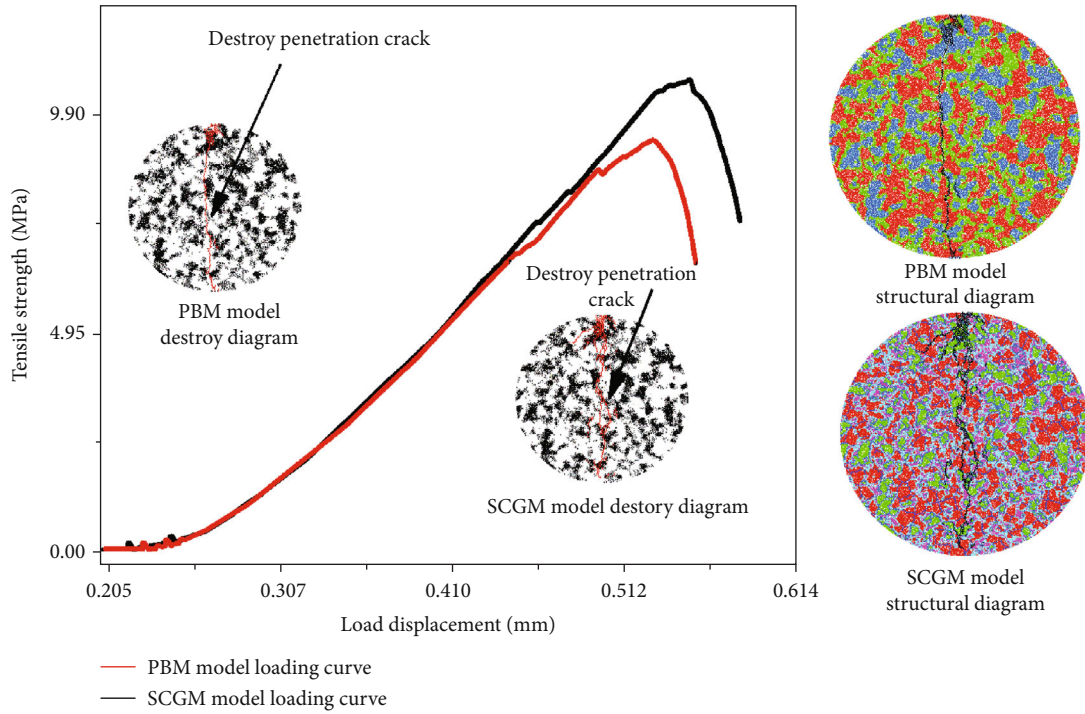 Destroy penetration crack
9.90
4.95
0.00
Tensile strength (MPa)
PBM model
destroy diagram
Destroy penetration
crack
SCGM model destory diagram
0.205
0.307
0.410
0.512
0.614
Load displacement (mm)
PBM model loading curve
SCGM model loading curve
PBM model
structural diagram
SCGM model
structural diagram